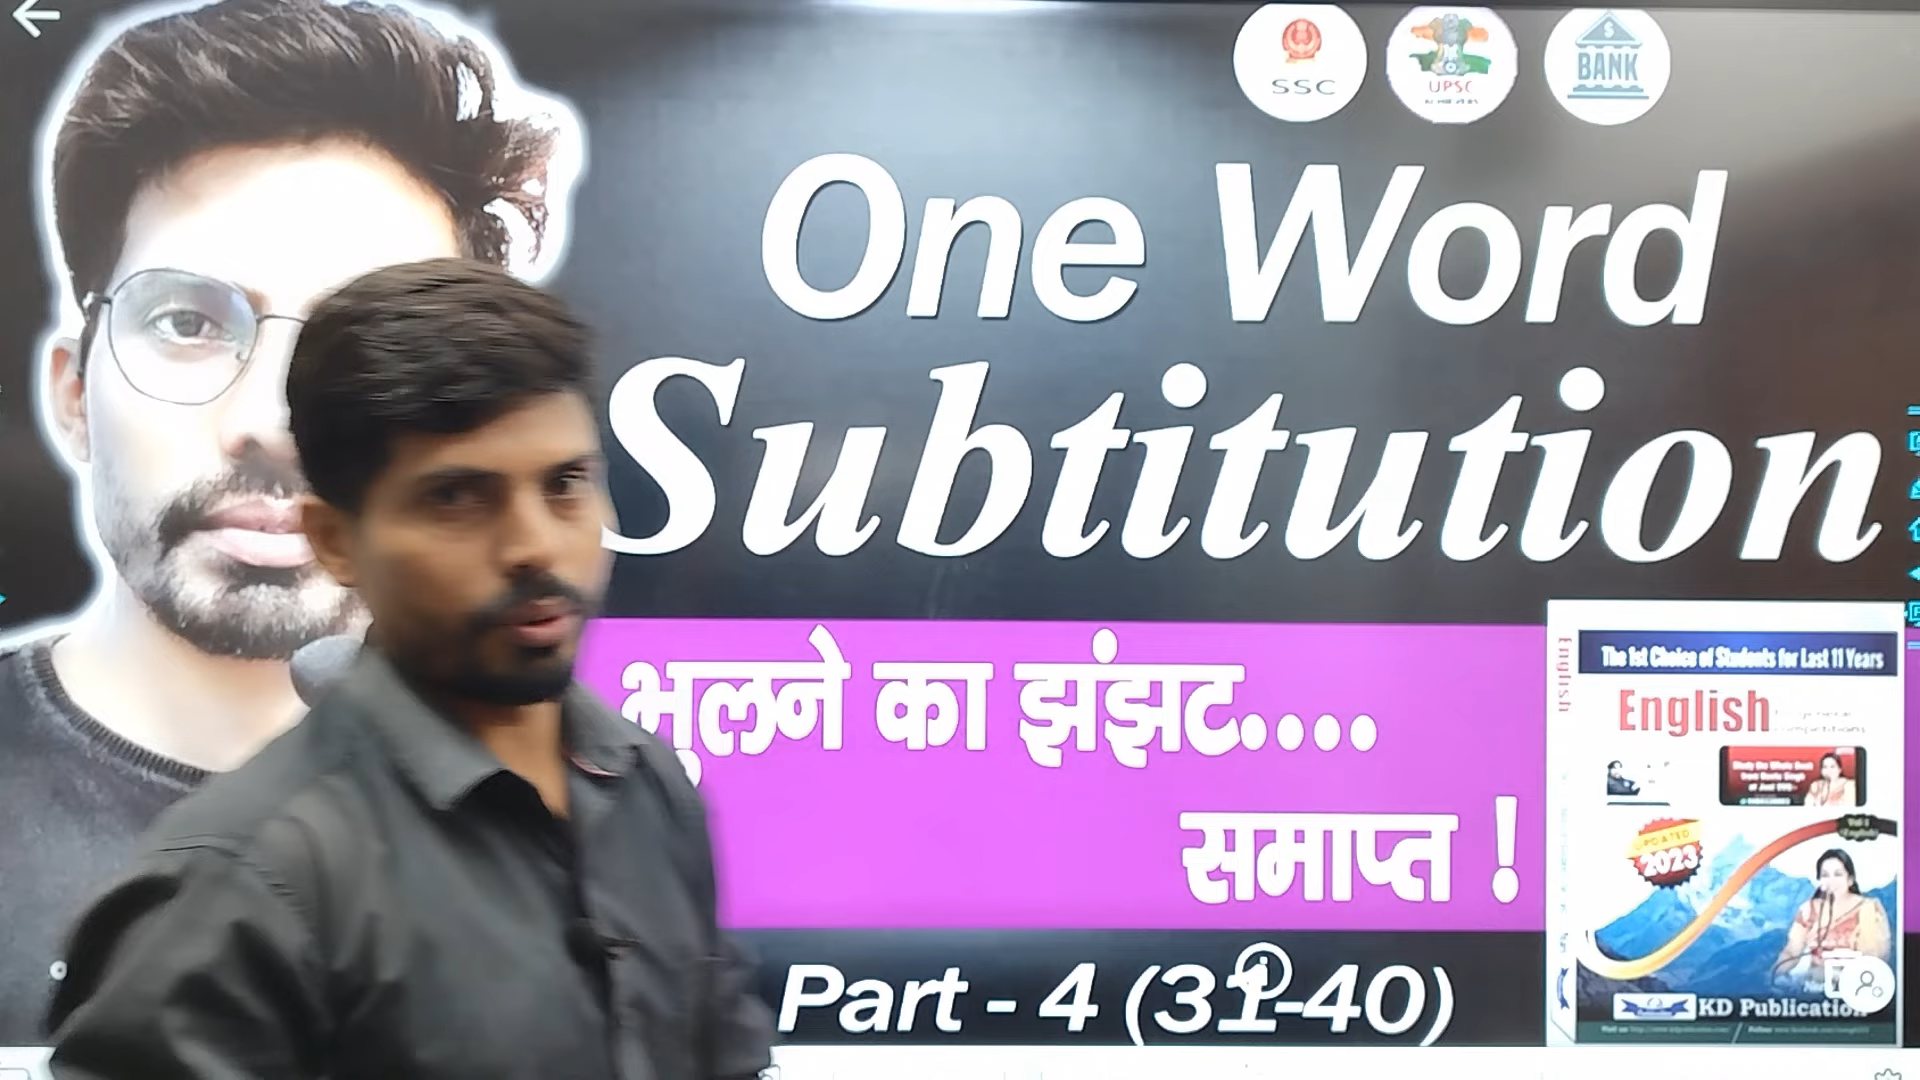 SSC
UPSC
BANK
One Word
Subtitution
भुलने का झंझट....
समाप्त !
Part - 4 (31-40)
English
The 1st Choice of Students for Last 11 Years
English
UPDATED
2023
KD Publication